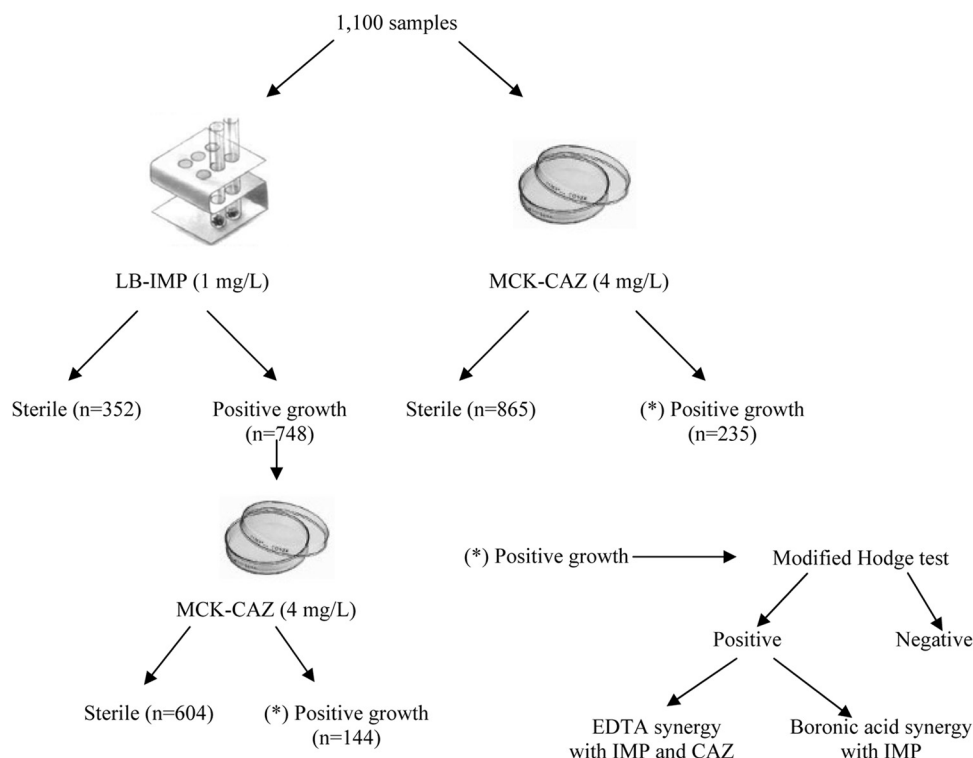 1,100 samples
LB-IMP (1 mg/L)
MCK-CAZ (4 mg/L)
Sterile (n=352)
Positive growth
(n=748)
Sterile (n=865)
(*) Positive growth
(n=235)
MCK-CAZ (4 mg/L)
Sterile (n=604)
(*) Positive growth
(n=144)
(*) Positive growth
Modified Hodge test
Positive
Negative
EDTA synergy
with IMP and CAZ
Boronic acid synergy
with IMP